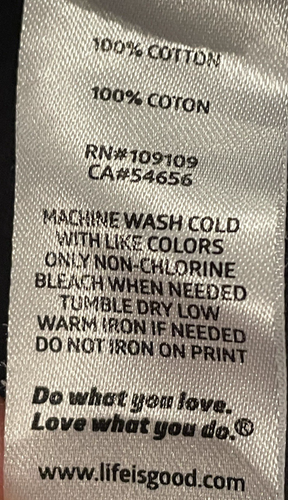 100% COTTON
100% COTON
RN#109109
CA#54656
MACHINE WASH COLD
WITH LIKE COLORS
ONLY NON-CHLORINE
BLEACH WHEN NEEDED
TUMBLE DRY LOW
WARM IRON IF NEEDED
DO NOT IRON ON PRINT
Do what you love.
Love what you do.®
www.lifeisgood.com